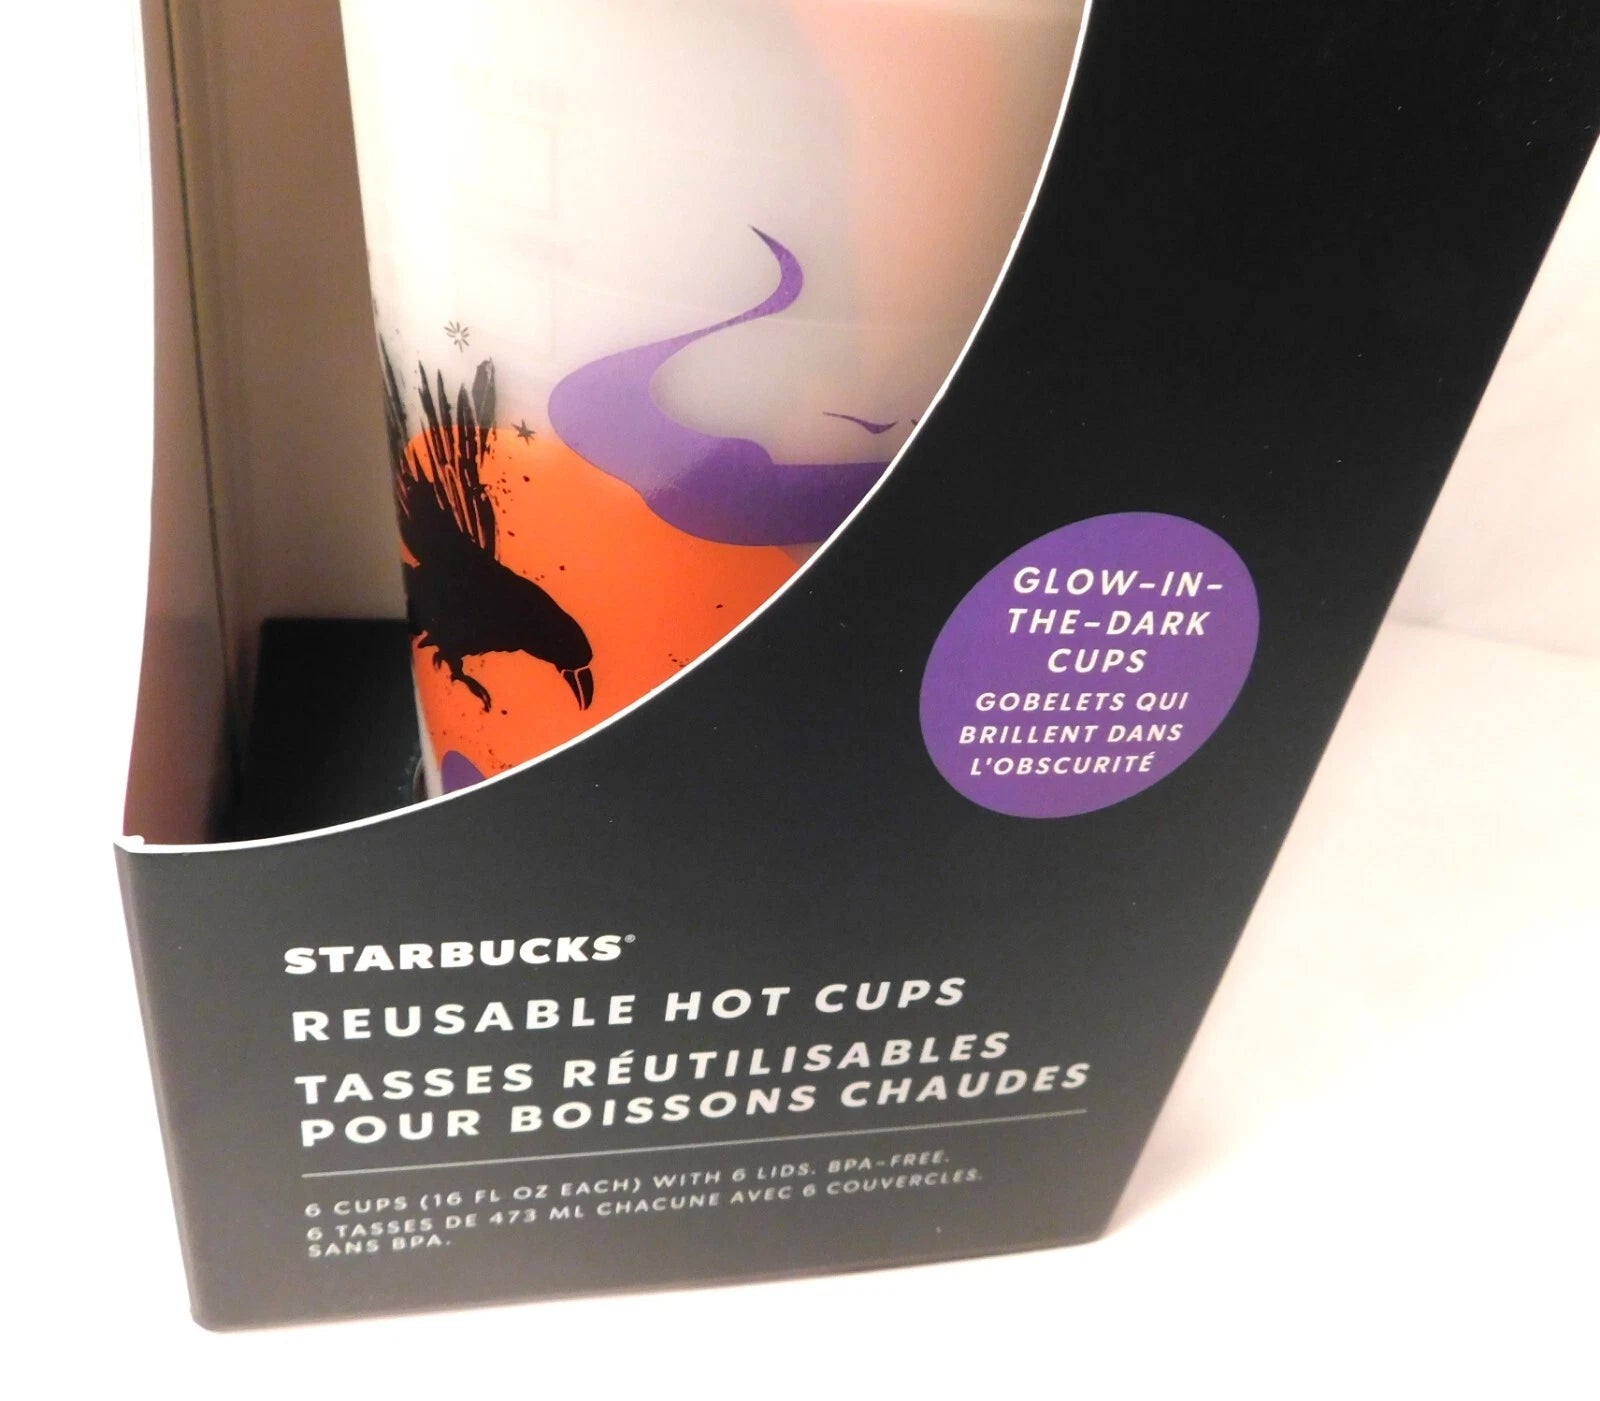 GLOW-IN-
THE-DARK
CUPS
GOBELETS QUI
BRILLENT DANS
L'OBSCURITÉ
STARBUCKS®
REUSABLE HOT CUPS
TASSES RÉUTILISABLES
POUR BOISSONS CHAUDES
6 CUPS (16 FL OZ EACH) WITH 6 LIDS. BPA-FREE.
6 TASSES DE 473 ML CHACUNE AVEC 6 COUVERCLES.
SANS BPA.